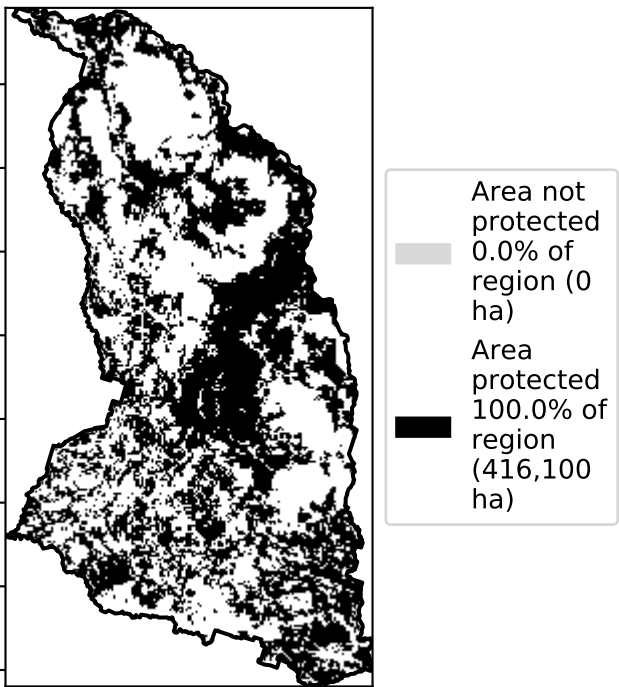 Area not
protected
0.0% of
region (0
ha)
Area
protected
100.0% of
region
(416,100
ha)